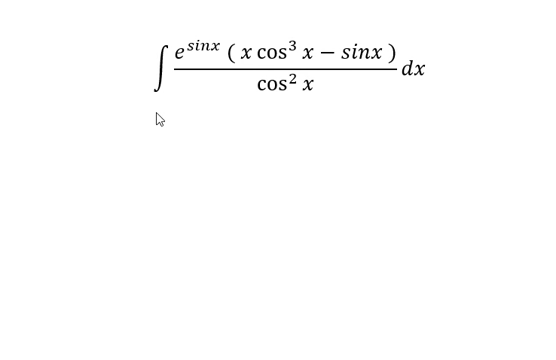 ∫ e^{sinx} ( x cos³ x − sinx ) / cos² x dx